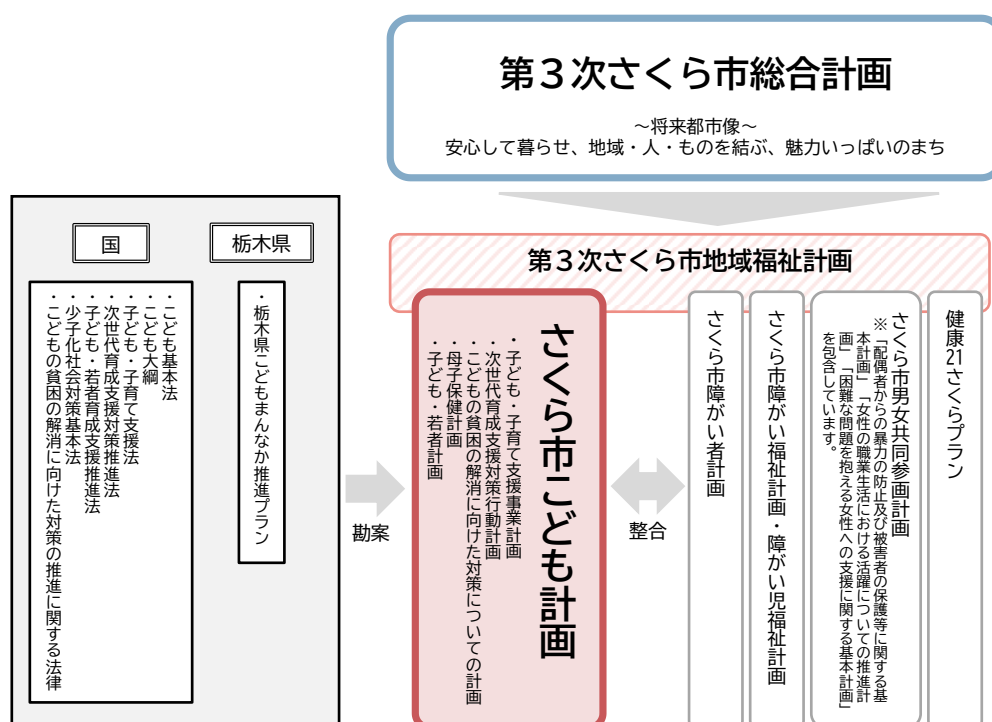 第３次さくら市総合計画
～将来都市像～
安心して暮らせ、地域・人・ものを結ぶ、魅力いっぱいのまち
国
・こども基本法
・こども大綱
・子ども・子育て支援法
・次世代育成支援対策推進法
・子ども・若者育成支援推進法
・少子化社会対策基本法
・こどもの貧困の解消に向けた対策の推進に関する法律
栃木県
・栃木県こどもまんなか推進プラン
勘案
第３次さくら市地域福祉計画
さくら市こども計画
・子ども・子育て支援事業計画
・次世代育成支援対策行動計画
・こどもの貧困の解消に向けた対策についての計画
・母子保健計画
・子ども・若者計画
整合
さくら市障がい者計画
さくら市障がい福祉計画・障がい児福祉計画
さくら市男女共同参画計画
※「配偶者からの暴力の防止及び被害者の保護等に関する基
本計画」「女性の職業生活における活躍についての推進計
画」「困難な問題を抱える女性への支援に関する基本計画」
を包含しています。
健康21さくらプラン